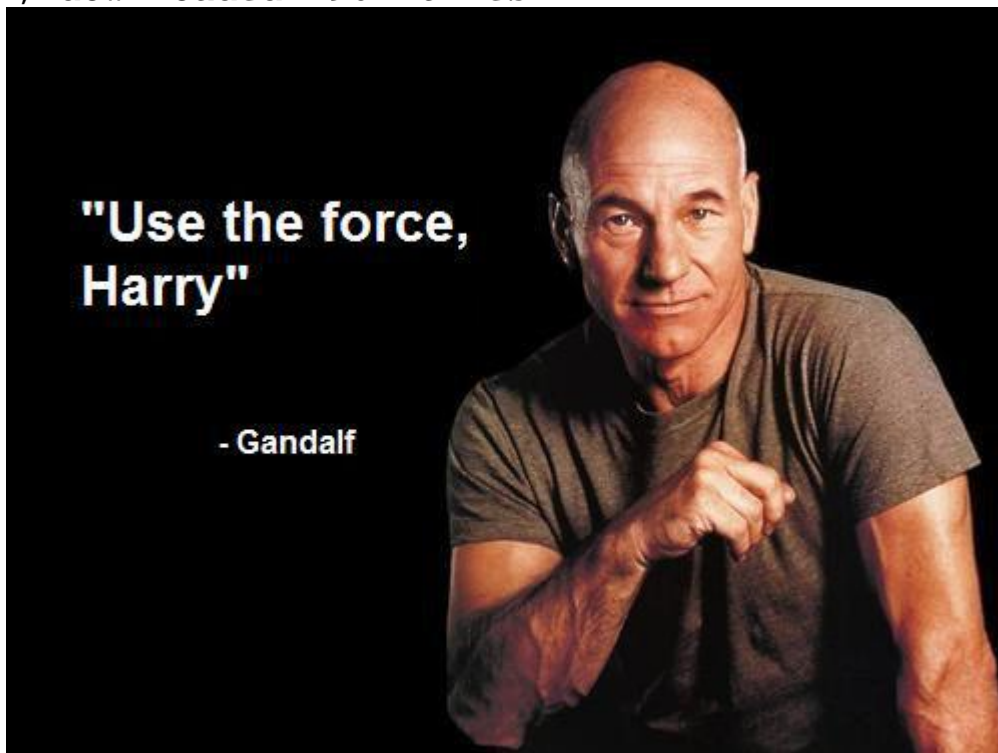 "Use the force,
Harry"
- Gandalf